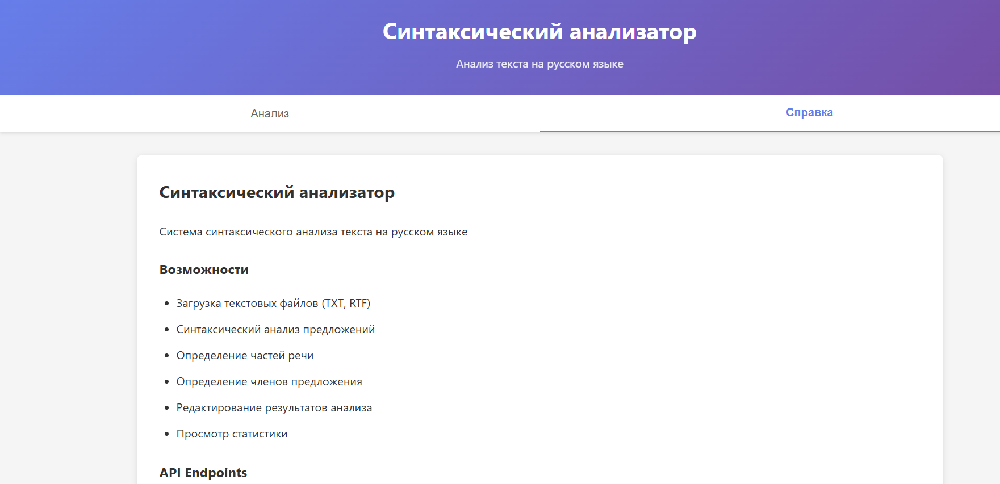 Синтаксический анализатор
Анализ текста на русском языке
Анализ
Справка
Синтаксический анализатор
Система синтаксического анализа текста на русском языке
Возможности
Загрузка текстовых файлов (TXT, RTF)
Синтаксический анализ предложений
Определение частей речи
Определение членов предложения
Редактирование результатов анализа
Просмотр статистики
API Endpoints